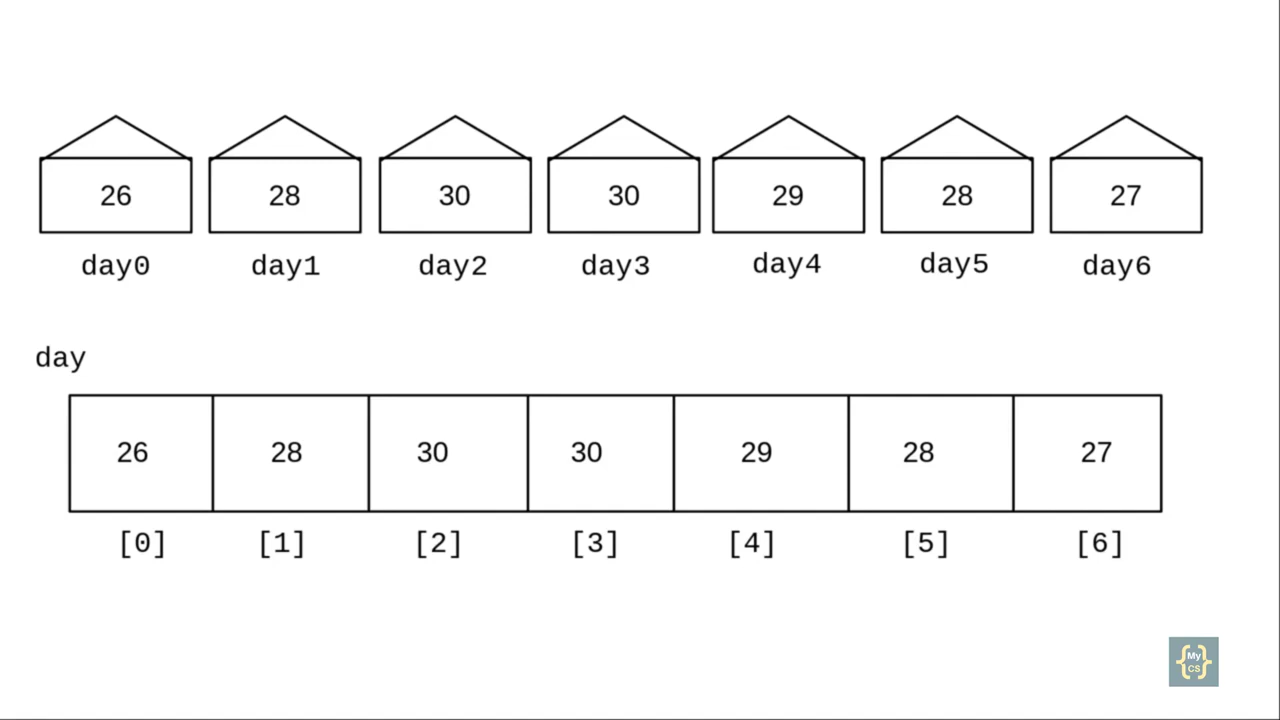 26 28 30 30 29 28 27
day0 day1 day2 day3 day4 day5 day6
day
26 28 30 30 29 28 27
[0] [1] [2] [3] [4] [5] [6]
{My
CS}